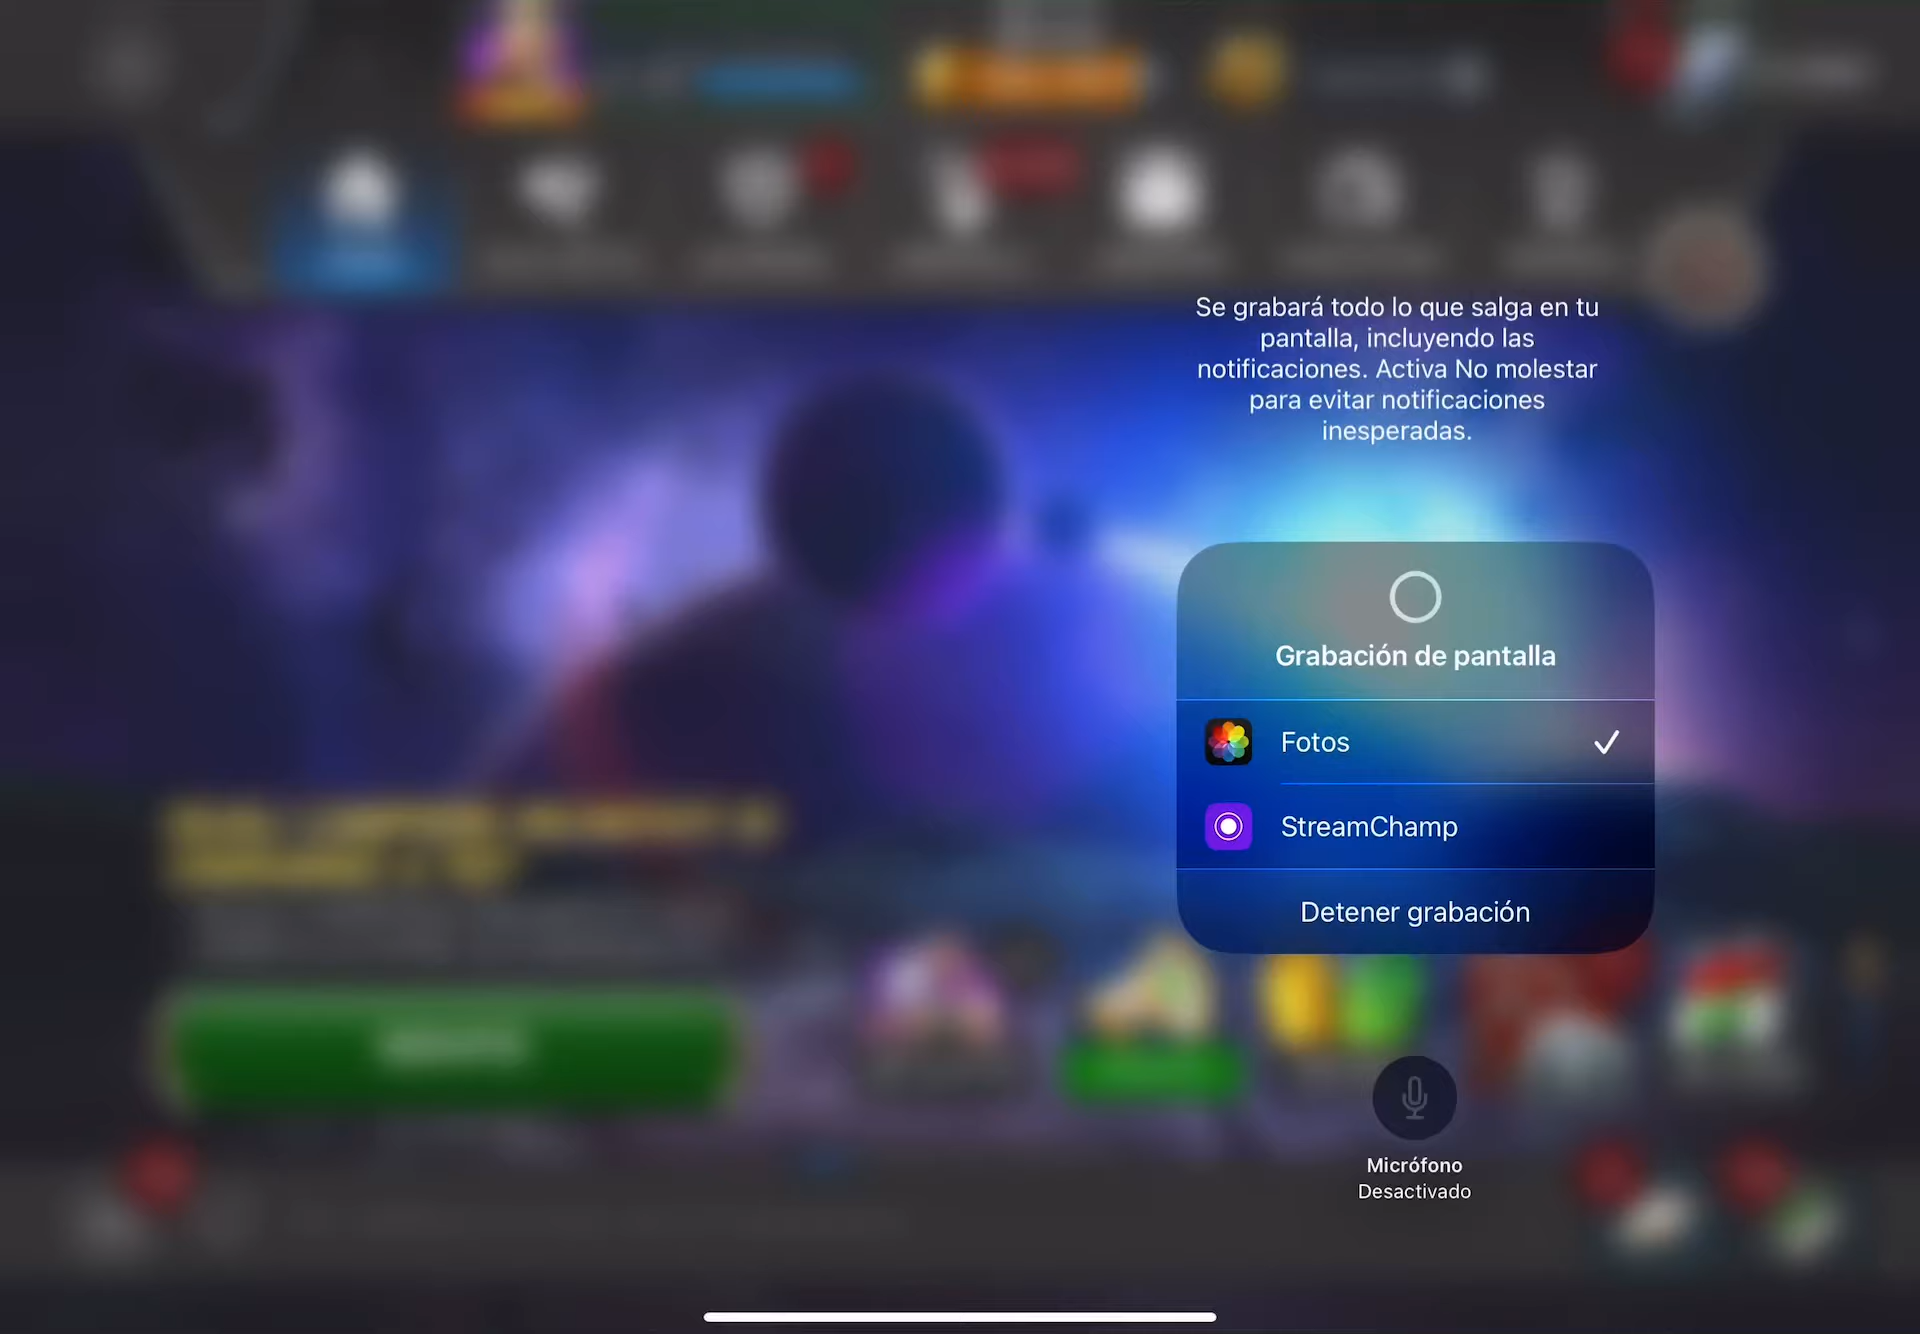 Se grabará todo lo que salga en tu
pantalla, incluyendo las
notificaciones. Activa No molestar
para evitar notificaciones
inesperadas.
Grabación de pantalla
Fotos
StreamChamp
Detener grabación
Micrófono
Desactivado